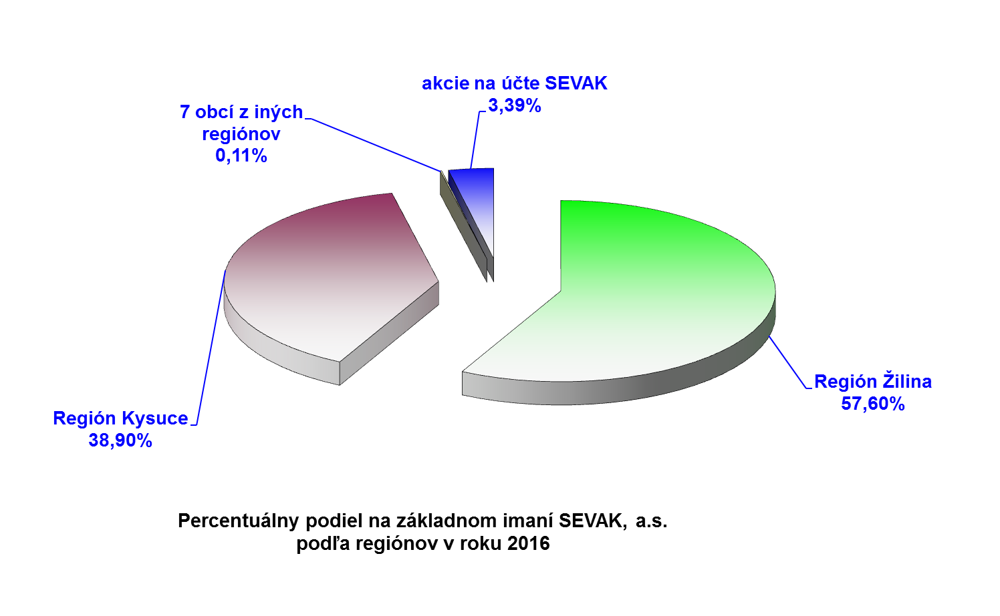 akcie na účte SEVAK
3,39%
7 obcí z iných
regiónov
0,11%
Región Žilina
57,60%
Región Kysuce
38,90%
Percentuálny podiel na základnom imaní SEVAK, a.s.
podľa regiónov v roku 2016